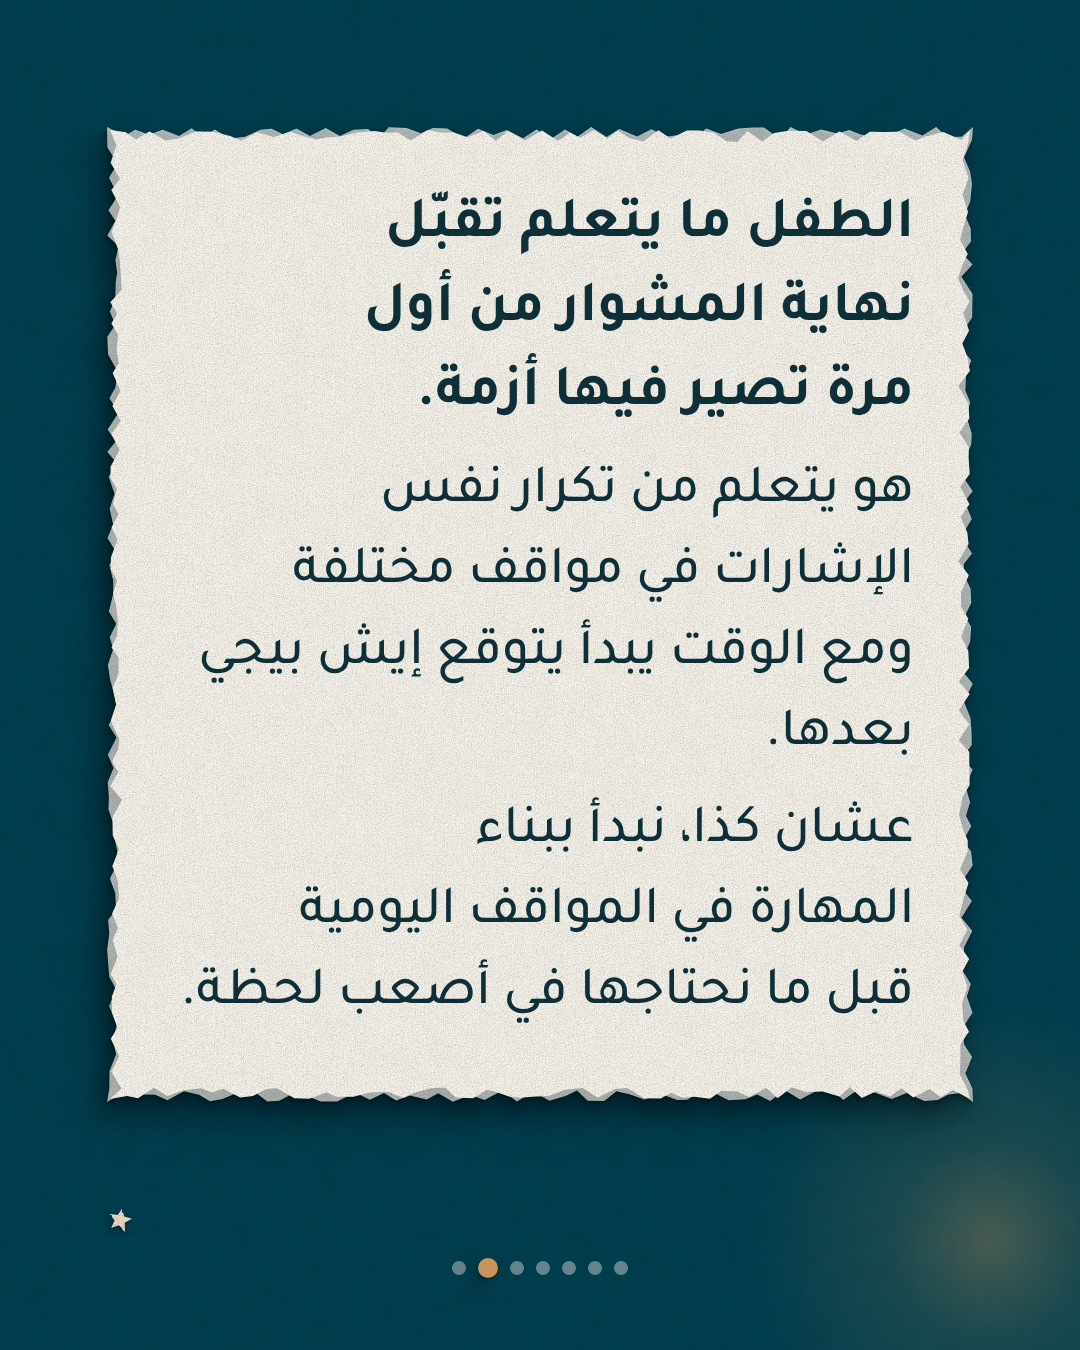 الطفل ما يتعلم تقبّل
نهاية المشوار من أول
مرة تصير فيها أزمة.
هو يتعلم من تكرار نفس
الإشارات في مواقف مختلفة
ومع الوقت يبدأ يتوقع إيش بيجي
بعدها.
عشان كذا، نبدأ ببناء
المهارة في المواقف اليومية
قبل ما نحتاجها في أصعب لحظة.